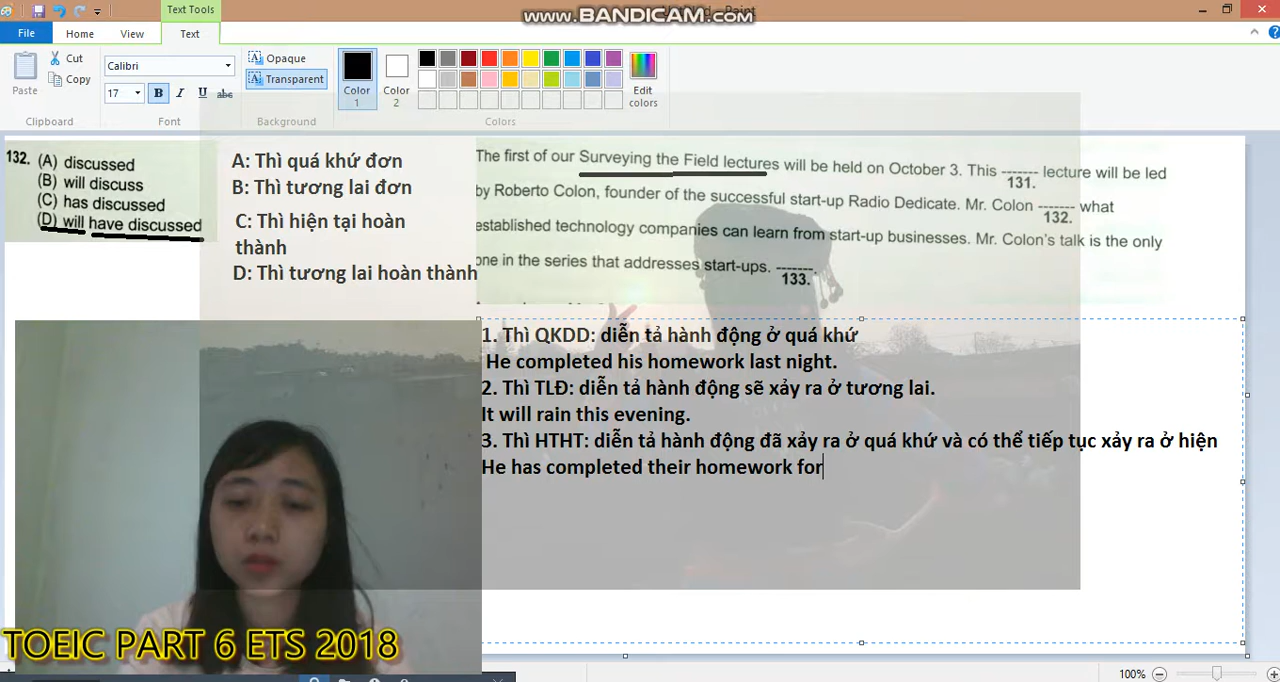 Text Tools
Paint
www.BANDICAM.com
File
Home
View
Text
Paste
Cut
Copy
Clipboard
Calibri
17
B I U abc
Font
Opaque
Transparent
Background
Color 1
Color 2
Edit colors
Colors
132. (A) discussed
(B) will discuss
(C) has discussed
(D) will have discussed
A: Thì quá khứ đơn
B: Thì tương lai đơn
C: Thì hiện tại hoàn
thành
D: Thì tương lai hoàn thành
The first of our Surveying the Field lectures will be held on October 3. This ------- lecture will be led
131.
by Roberto Colon, founder of the successful start-up Radio Dedicate. Mr. Colon ------- what
132.
established technology companies can learn from start-up businesses. Mr. Colon's talk is the only
one in the series that addresses start-ups. -------.
133.
1. Thì QKDD: diễn tả hành động ở quá khứ
He completed his homework last night.
2. Thì TLĐ: diễn tả hành động sẽ xảy ra ở tương lai.
It will rain this evening.
3. Thì HTHT: diễn tả hành động đã xảy ra ở quá khứ và có thể tiếp tục xảy ra ở hiện
He has completed their homework for
TOEIC PART 6 ETS 2018
100%